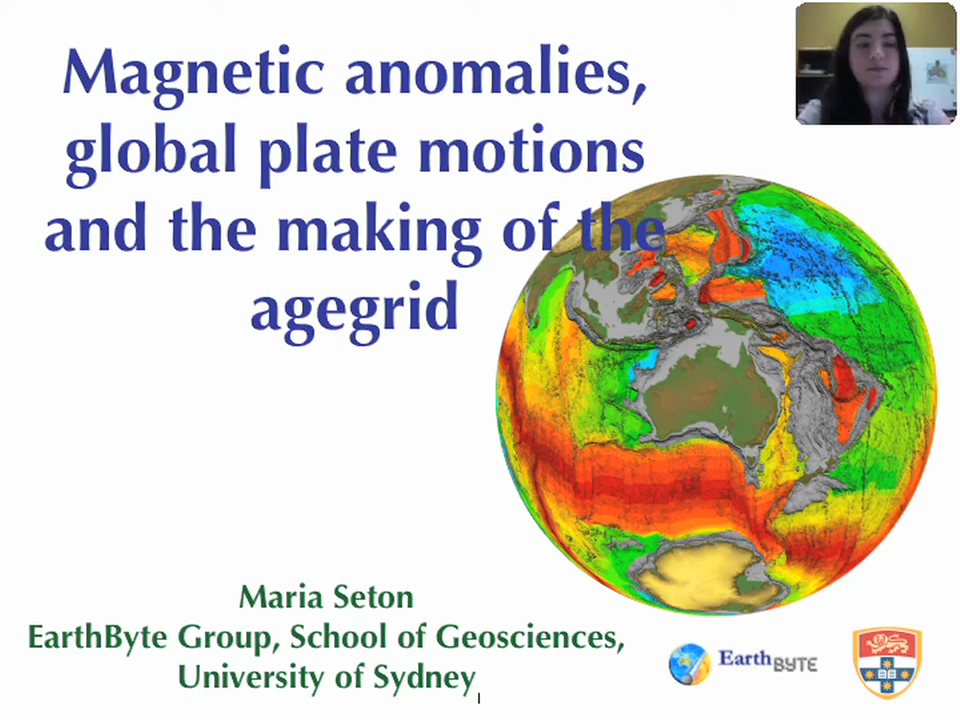 Magnetic anomalies,
global plate motions
and the making of the
agegrid
Maria Seton
EarthByte Group, School of Geosciences,
University of Sydney
EarthBYTE